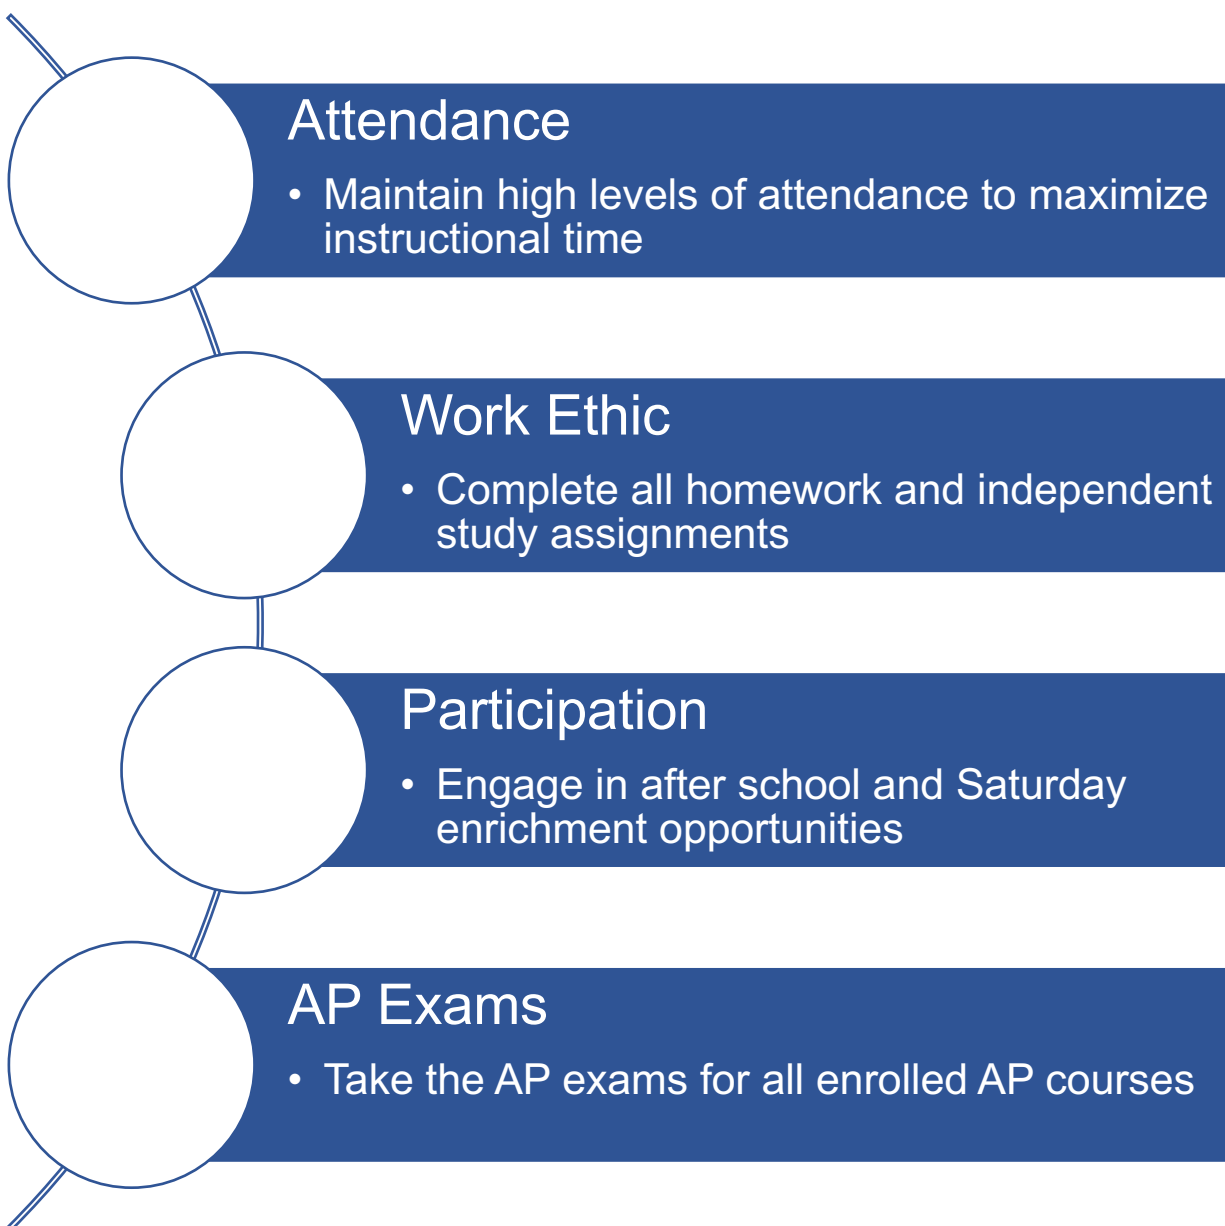 Attendance
• Maintain high levels of attendance to maximize
instructional time
Work Ethic
• Complete all homework and independent
study assignments
Participation
• Engage in after school and Saturday
enrichment opportunities
AP Exams
• Take the AP exams for all enrolled AP courses